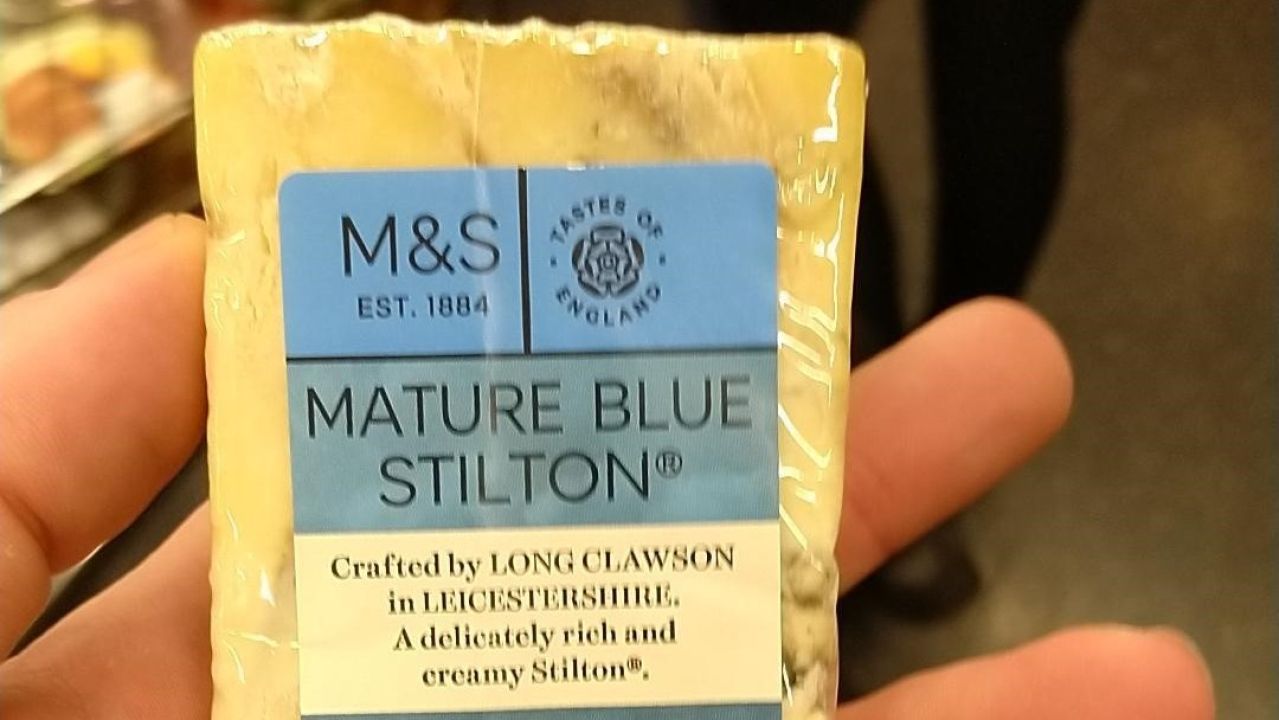 M&S
EST. 1884
TASTES OF
ENGLAND
MATURE BLUE
STILTON®
Crafted by LONG CLAWSON
in LEICESTERSHIRE.
A delicately rich and
creamy Stilton®.